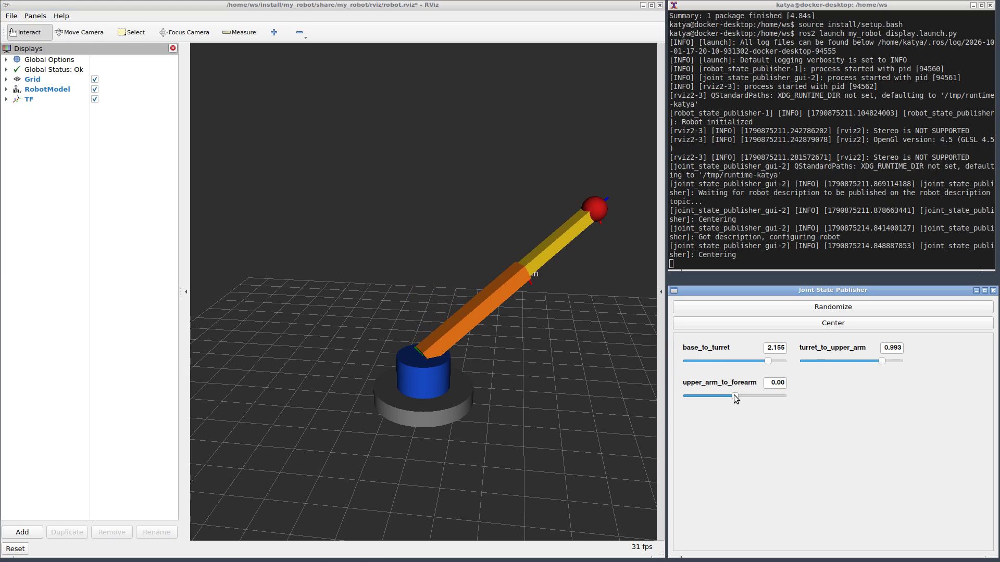 /home/ws/install/my_robot/share/my_robot/rviz/robot.rviz* - RViz
File Panels Help
Interact Move Camera Select Focus Camera Measure
Displays
Global Options
Global Status: Ok
Grid
RobotModel
TF
Add Duplicate Remove Rename
Reset
m
31 fps
katya@docker-desktop: /home/ws
Summary: 1 package finished [4.84s]
katya@docker-desktop:/home/ws$ source install/setup.bash
katya@docker-desktop:/home/ws$ ros2 launch my_robot display.launch.py
[INFO] [launch]: All log files can be found below /home/katya/.ros/log/2026-10
-01-17-20-10-931302-docker-desktop-94555
[INFO] [launch]: Default logging verbosity is set to INFO
[INFO] [robot_state_publisher-1]: process started with pid [94560]
[INFO] [joint_state_publisher_gui-2]: process started with pid [94561]
[INFO] [rviz2-3]: process started with pid [94562]
[rviz2-3] QStandardPaths: XDG_RUNTIME_DIR not set, defaulting to '/tmp/runtime
-katya'
[robot_state_publisher-1] [INFO] [1790875211.104824003] [robot_state_publisher
]: Robot initialized
[rviz2-3] [INFO] [1790875211.242786202] [rviz2]: Stereo is NOT SUPPORTED
[rviz2-3] [INFO] [1790875211.242879078] [rviz2]: OpenGl version: 4.5 (GLSL 4.5
)
[rviz2-3] [INFO] [1790875211.281572671] [rviz2]: Stereo is NOT SUPPORTED
[joint_state_publisher_gui-2] QStandardPaths: XDG_RUNTIME_DIR not set, default
ing to '/tmp/runtime-katya'
[joint_state_publisher_gui-2] [INFO] [1790875211.869114188] [joint_state_publi
sher]: Waiting for robot_description to be published on the robot_description
topic...
[joint_state_publisher_gui-2] [INFO] [1790875211.878663441] [joint_state_publi
sher]: Centering
[joint_state_publisher_gui-2] [INFO] [1790875214.841400127] [joint_state_publi
sher]: Got description, configuring robot
[joint_state_publisher_gui-2] [INFO] [1790875214.848887853] [joint_state_publi
sher]: Centering
Joint State Publisher
Randomize
Center
base_to_turret 2.155 turret_to_upper_arm 0.993
upper_arm_to_forearm 0.00